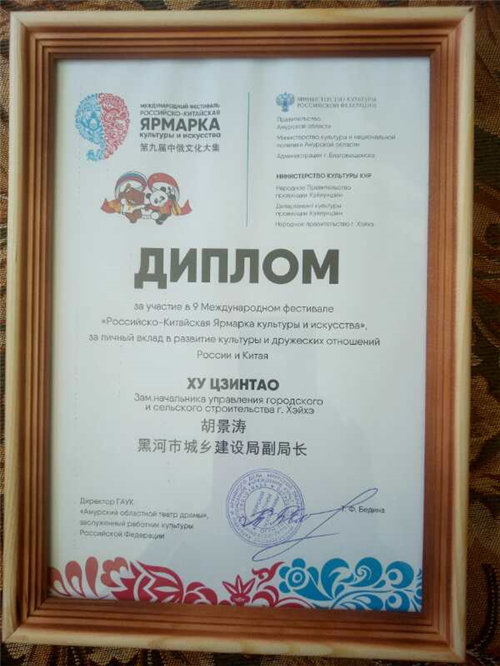 МЕЖДУНАРОДНЫЙ ФЕСТИВАЛЬ
РОССИЙСКО-КИТАЙСКАЯ
ЯРМАРКА
культуры и искусства
第九届中俄文化大集
МИНИСТЕРСТВО КУЛЬТУРЫ
РОССИЙСКОЙ ФЕДЕРАЦИИ
Правительство
Амурской области
Министерство культуры и национальной
политики Амурской области
Администрация г. Благовещенска
МИНИСТЕРСТВО КУЛЬТУРЫ КНР
Народное Правительство
провинции Хэйлунцзян
Департамент культуры
провинции Хэйлунцзян
Народное правительство г. Хэйхэ
ДИПЛОМ
за участие в 9 Международном фестивале
«Российско-Китайская Ярмарка культуры и искусства»,
за личный вклад в развитие культуры и дружеских отношений
России и Китая
ХУ ЦЗИНТАО
Зам.начальника управления городского
и сельского строительства г. Хэйхэ
胡景涛
黑河市城乡建设局副局长
Директор ГАУК
«Амурский областной театр драмы»,
заслуженный работник культуры
Российской Федерации
Т. Ф. Бедина